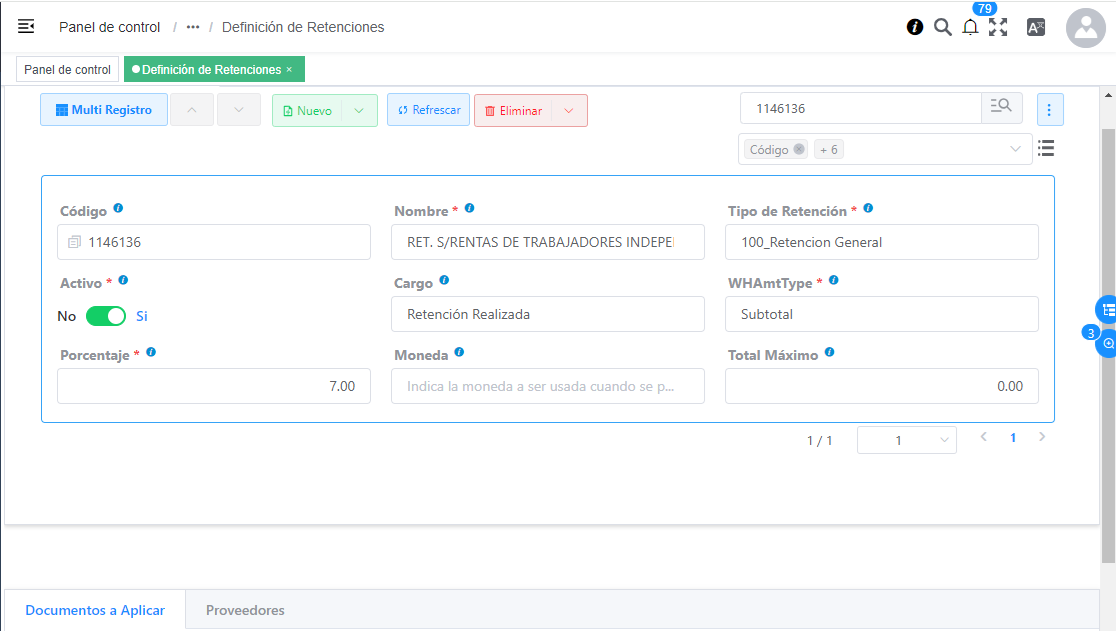 Panel de control / ••• / Definición de Retenciones
79
Panel de control
Definición de Retenciones ×
Multi Registro
Nuevo
Refrescar
Eliminar
1146136
Código
+ 6
Código
Nombre *
Tipo de Retención *
1146136
RET. S/RENTAS DE TRABAJADORES INDEPE
100_Retencion General
Activo *
Cargo
WHAmtType *
No
Si
Retención Realizada
Subtotal
3
Porcentaje *
Moneda
Total Máximo
7.00
Indica la moneda a ser usada cuando se p...
0.00
1 / 1
1
1
Documentos a Aplicar
Proveedores